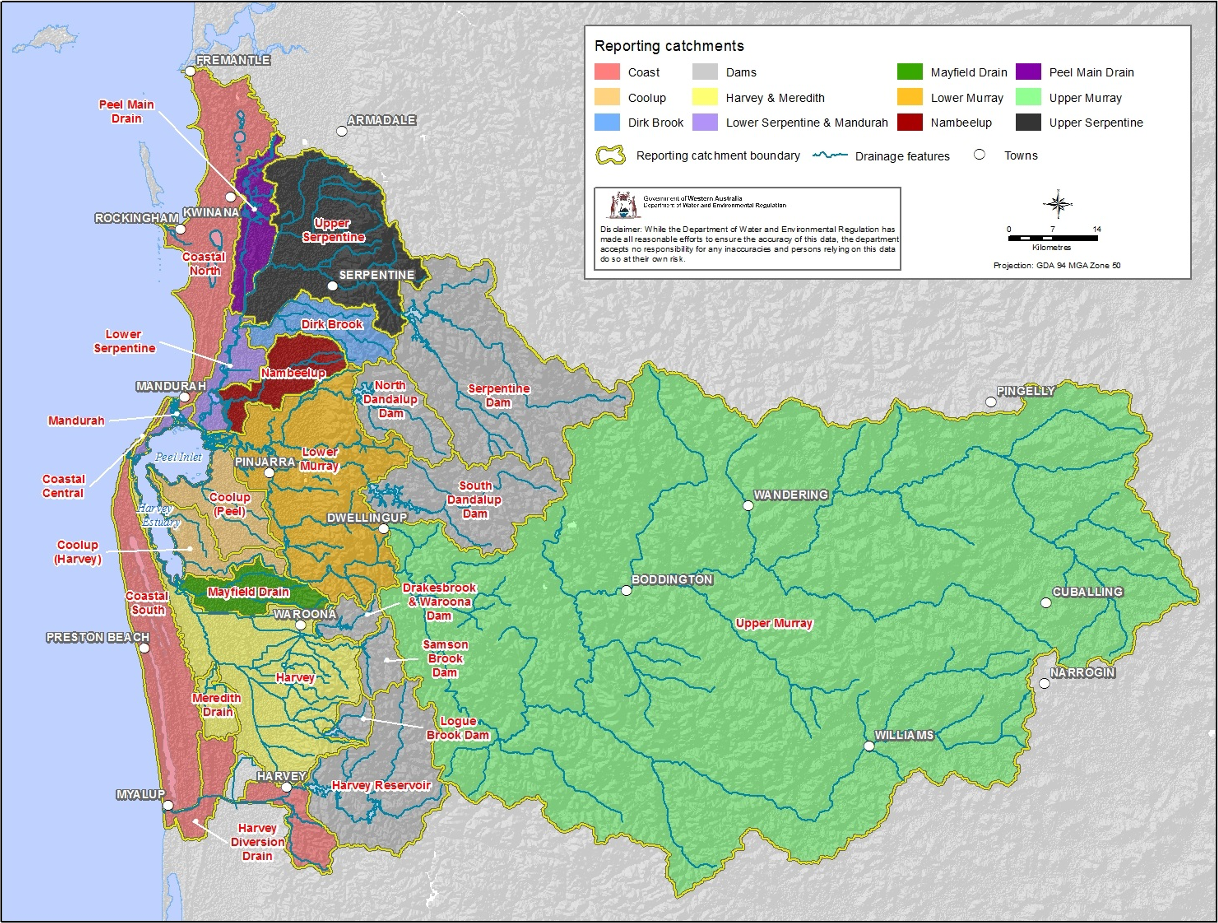 Reporting catchments
Coast
Dams
Mayfield Drain
Peel Main Drain
Coolup
Harvey & Meredith
Lower Murray
Upper Murray
Dirk Brook
Lower Serpentine & Mandurah
Nambeelup
Upper Serpentine
Reporting catchment boundary
Drainage features
Towns
Government of Western Australia
Department of Water and Environmental Regulation
Disclaimer: While the Department of Water and Environmental Regulation has
made all reasonable efforts to ensure the accuracy of this data, the department
accepts no responsibility for any inaccuracies and persons relying on this data
do so at their own risk.
0 7 14
Kilometres
Projection: GDA 94 MGA Zone 50
FREMANTLE
Peel Main
Drain
ARMADALE
ROCKINGHAM
KWINANA
Upper
Serpentine
Coastal
North
SERPENTINE
Dirk Brook
Lower
Serpentine
Nambeelup
MANDURAH
North
Dandalup
Dam
Serpentine
Dam
PINGELLY
Mandurah
Peel Inlet
PINJARRA
Lower
Murray
Coastal
Central
Coolup
(Peel)
South
Dandalup
Dam
WANDERING
Harvey
Estuary
DWELLINGUP
Coolup
(Harvey)
BODDINGTON
Mayfield Drain
Drakesbrook
& Waroona
Dam
CUBALLING
Coastal
South
WAROONA
Upper Murray
PRESTON BEACH
Samson
Brook
Dam
Harvey
NARROGIN
Meredith
Drain
Logue
Brook Dam
WILLIAMS
HARVEY
Harvey Reservoir
MYALUP
Harvey
Diversion
Drain